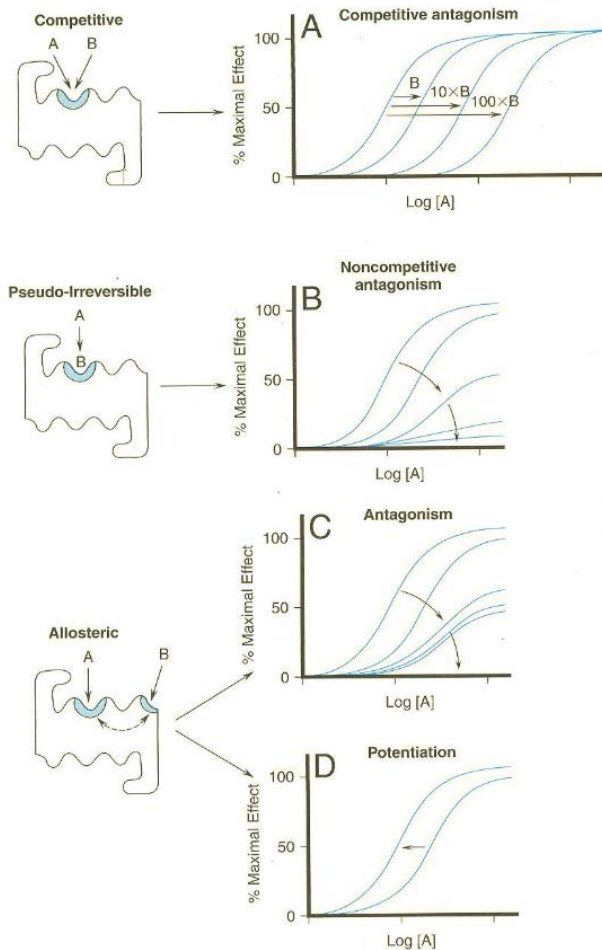 Competitive
A B
A
Competitive antagonism
% Maximal Effect
100
50
0
B
10×B
100×B
Log [A]
Pseudo-Irreversible
A
B
B
Noncompetitive
antagonism
% Maximal Effect
100
50
0
Log [A]
Allosteric
A
B
C
Antagonism
% Maximal Effect
100
50
0
Log [A]
D
Potentiation
% Maximal Effect
100
50
0
Log [A]